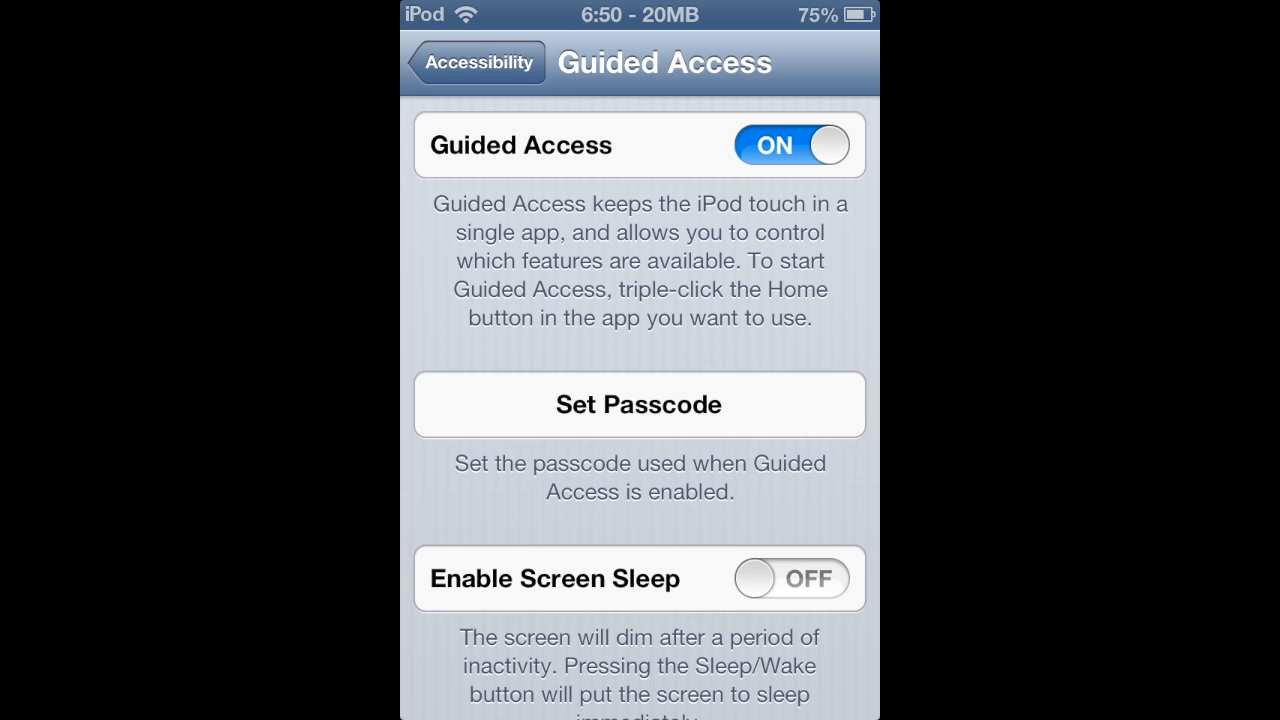 iPod 6:50 - 20MB 75%
Accessibility Guided Access
Guided Access ON
Guided Access keeps the iPod touch in a
single app, and allows you to control
which features are available. To start
Guided Access, triple-click the Home
button in the app you want to use.
Set Passcode
Set the passcode used when Guided
Access is enabled.
Enable Screen Sleep OFF
The screen will dim after a period of
inactivity. Pressing the Sleep/Wake
button will put the screen to sleep